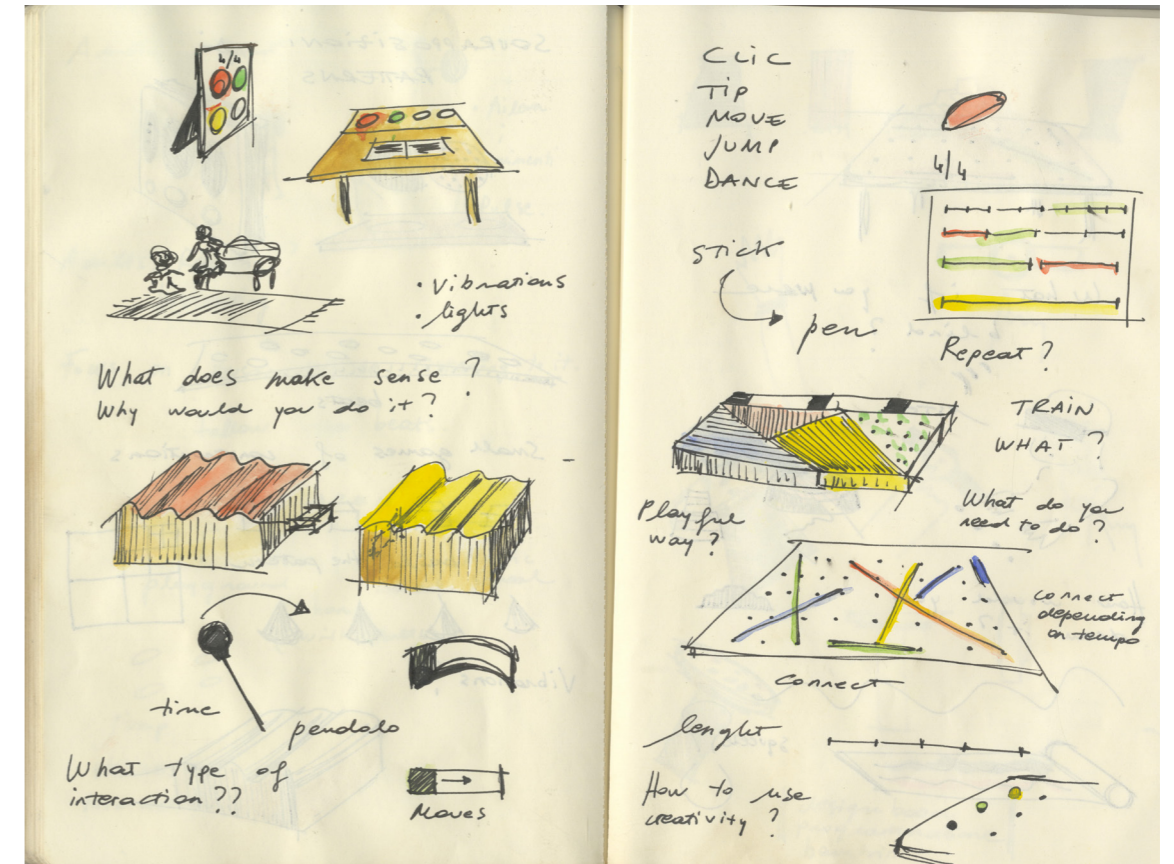 4/4
• vibrations
• lights
What does make sense?
Why would you do it?
time
pendolo
What type of
interaction??
Moves
CLIC
TIP
MOVE
JUMP
DANCE
4/4
stick
pen
Repeat?
TRAIN
WHAT?
Playful
way?
What do you
need to do?
connect
depending
on tempo
connect
lenght
How to use
creativity?